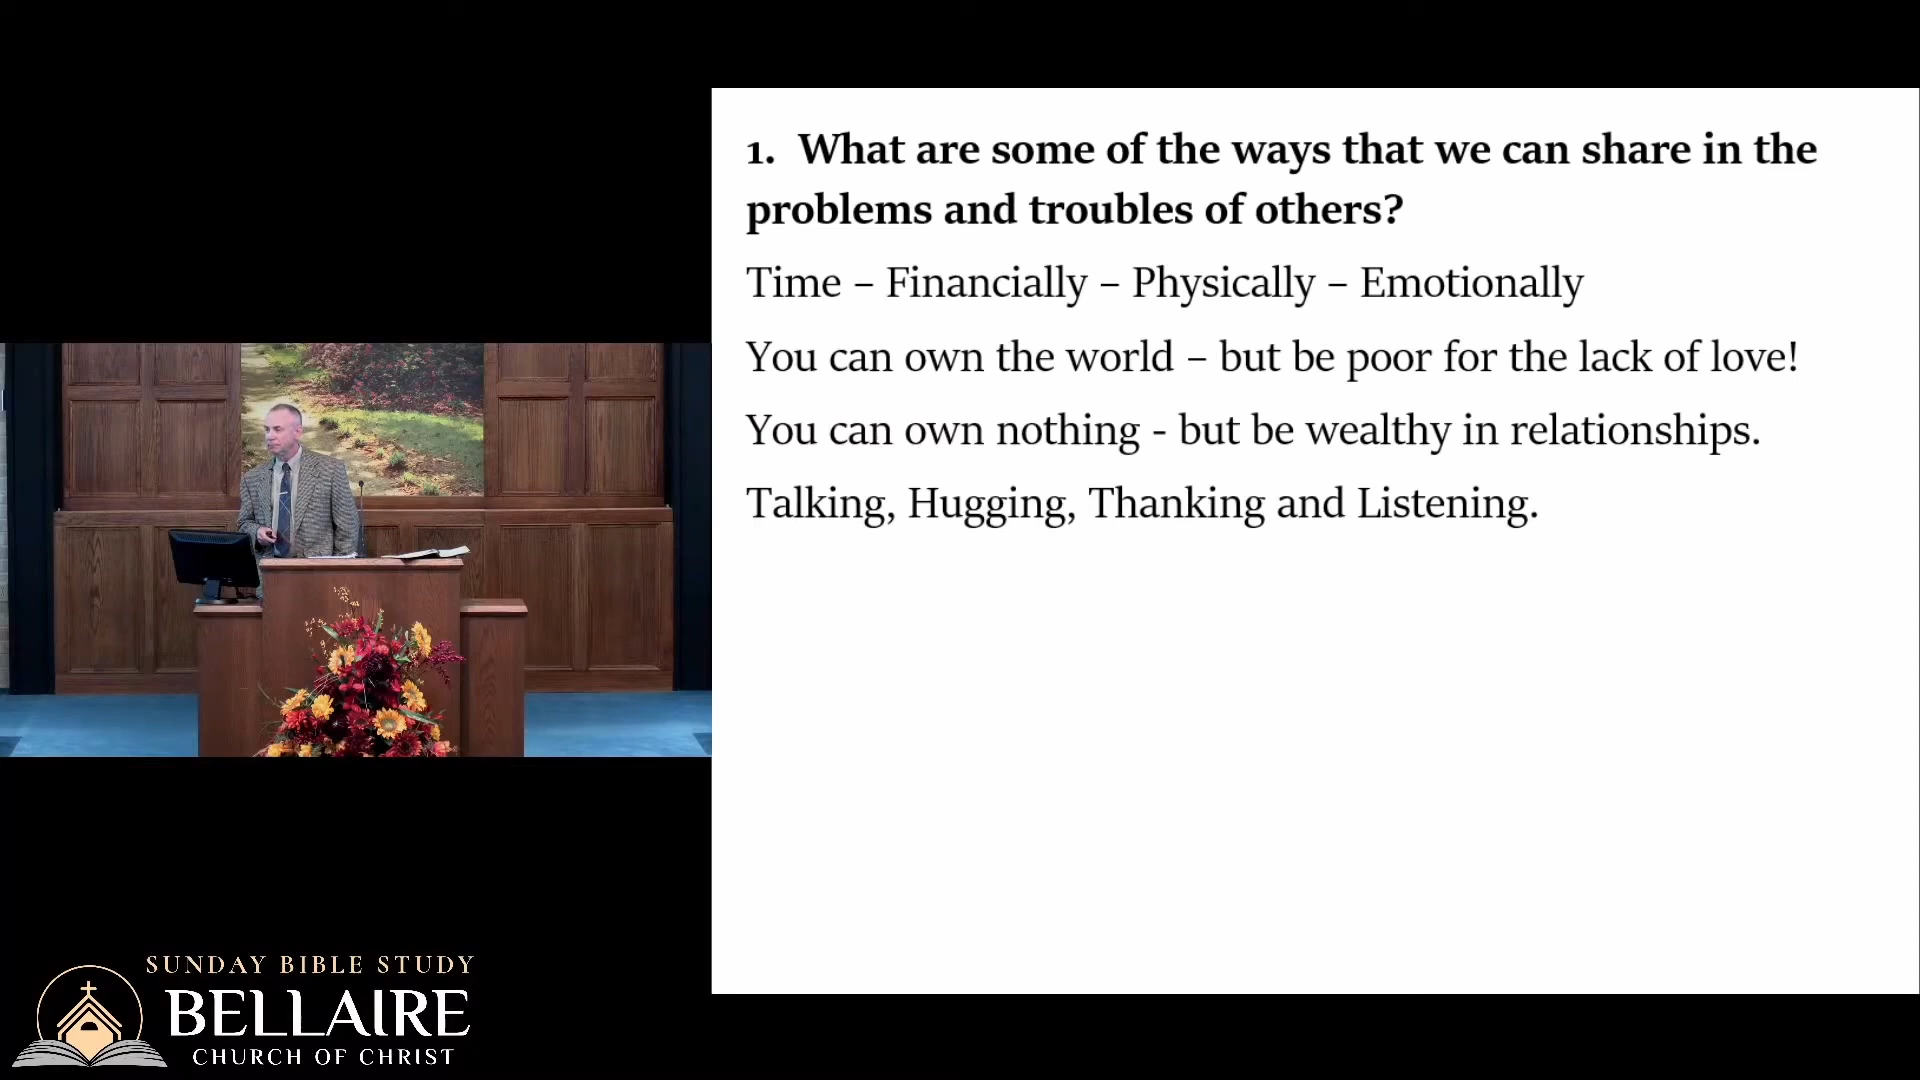 1. What are some of the ways that we can share in the
problems and troubles of others?
Time – Financially – Physically – Emotionally
You can own the world – but be poor for the lack of love!
You can own nothing - but be wealthy in relationships.
Talking, Hugging, Thanking and Listening.
SUNDAY BIBLE STUDY
BELLAIRE
CHURCH OF CHRIST